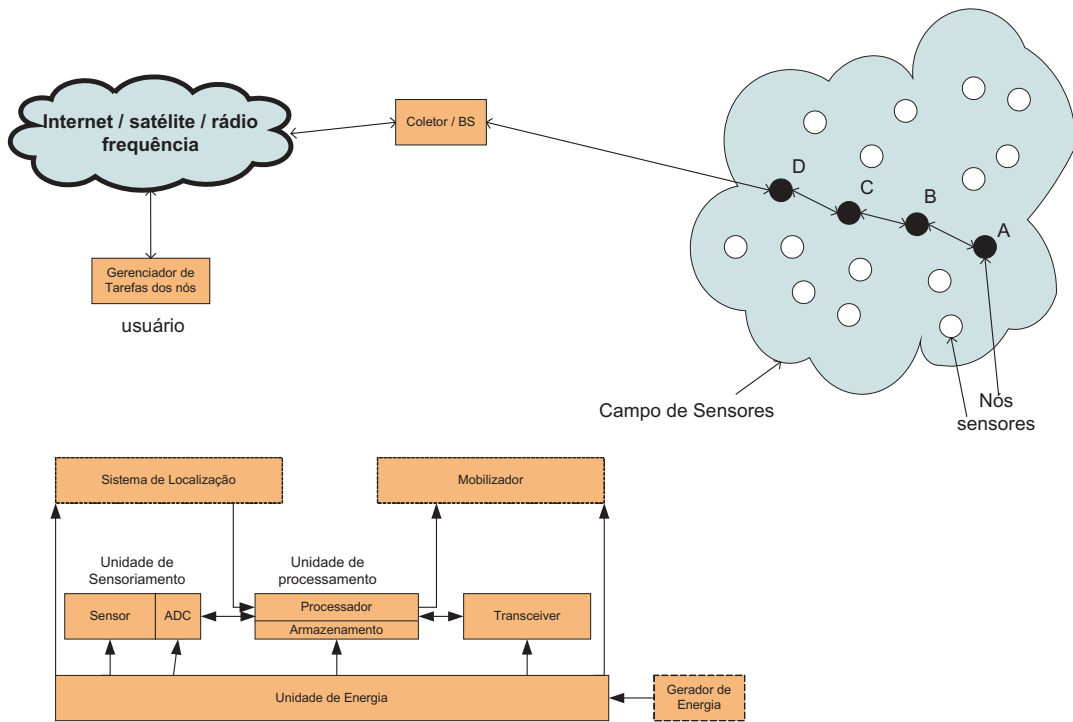 Internet / satélite / rádio
frequência
Coletor / BS
D
C
B
A
Gerenciador de
Tarefas dos nós
usuário
Campo de Sensores
Nós
sensores
Sistema de Localização
Mobilizador
Unidade de
Sensoriamento
Unidade de
processamento
Sensor
ADC
Processador
Armazenamento
Transceiver
Unidade de Energia
Gerador de
Energia